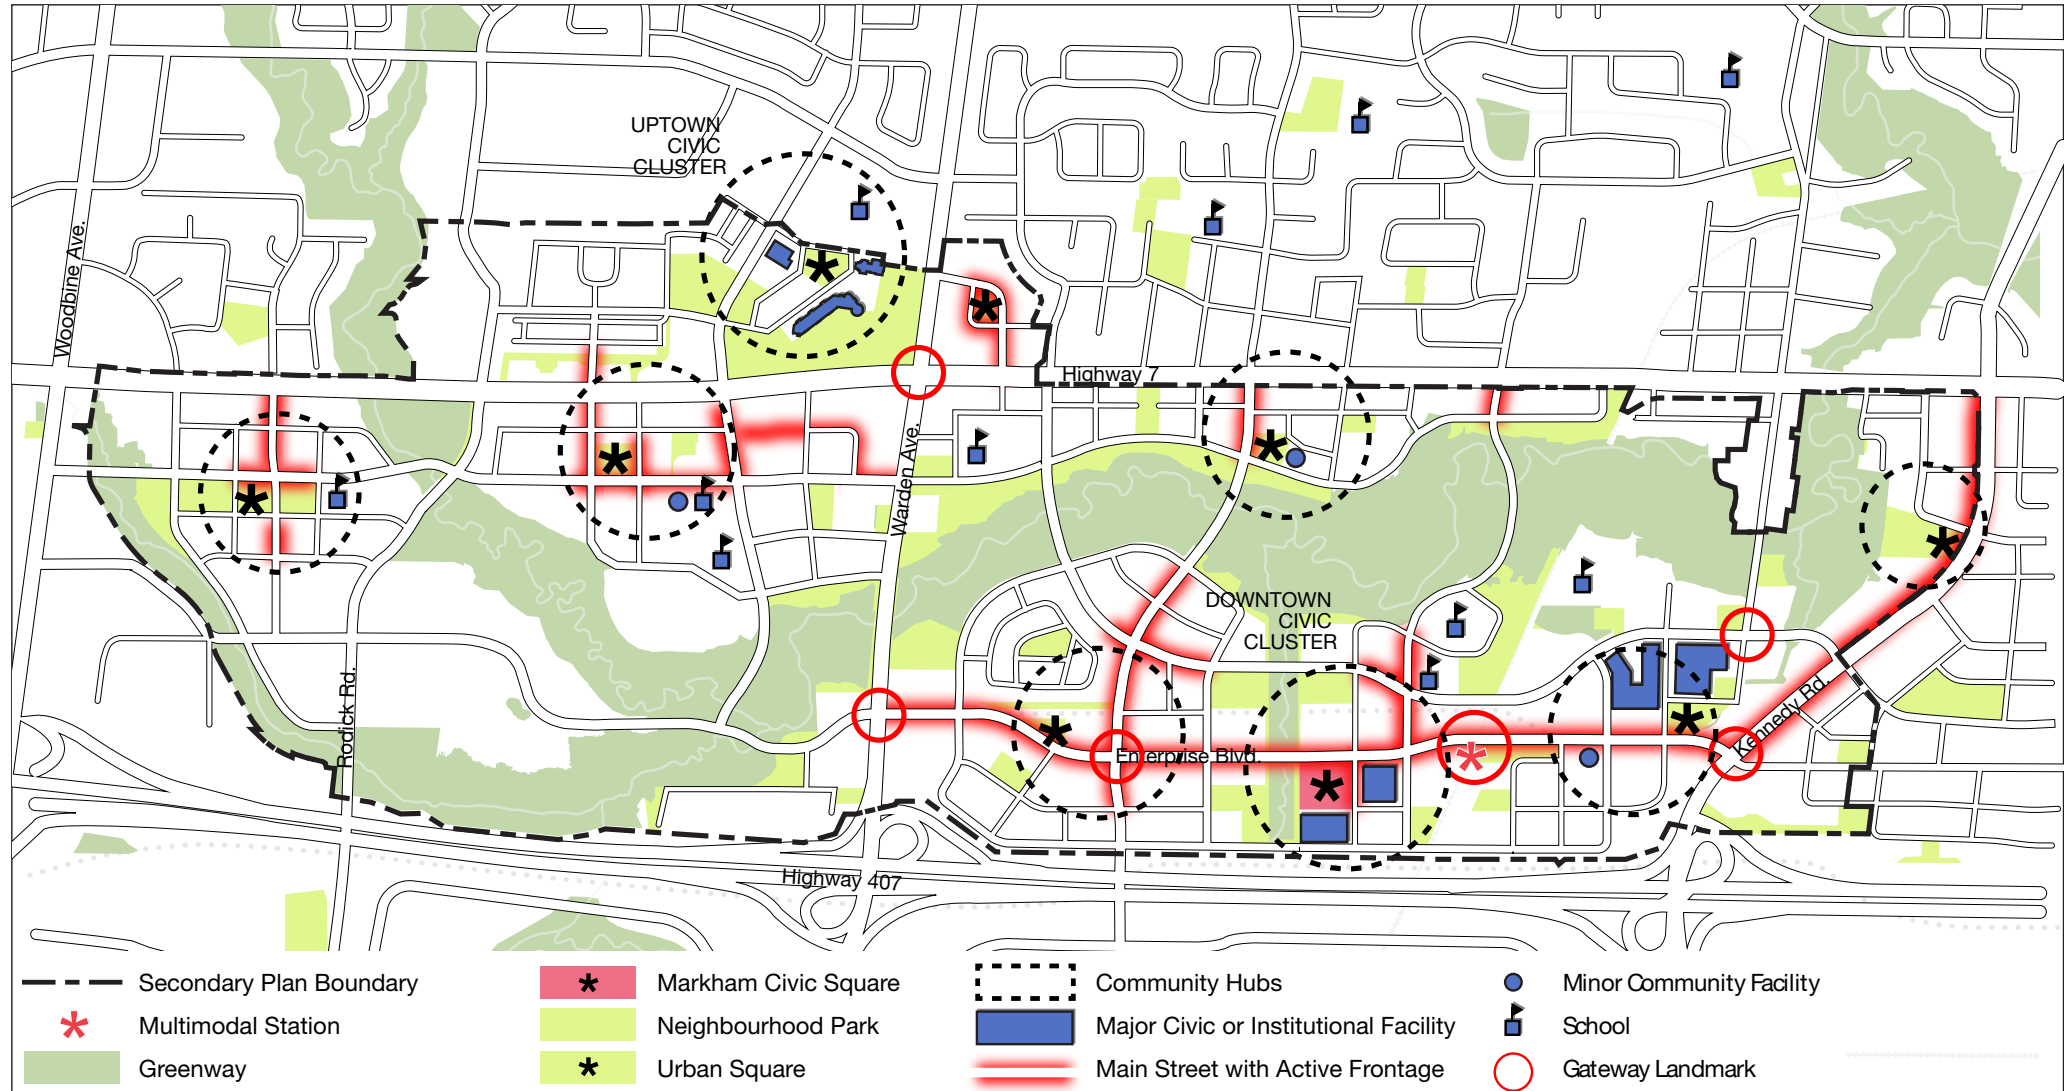 UPTOWN
CIVIC
CLUSTER
Woodbine Ave.
Highway 7
Warden Ave.
DOWNTOWN
CIVIC
CLUSTER
Rodick Rd.
Enterprise Blvd.
Kennedy Rd.
Highway 407
Secondary Plan Boundary
Markham Civic Square
Community Hubs
Minor Community Facility
Multimodal Station
Neighbourhood Park
Major Civic or Institutional Facility
School
Greenway
Urban Square
Main Street with Active Frontage
Gateway Landmark